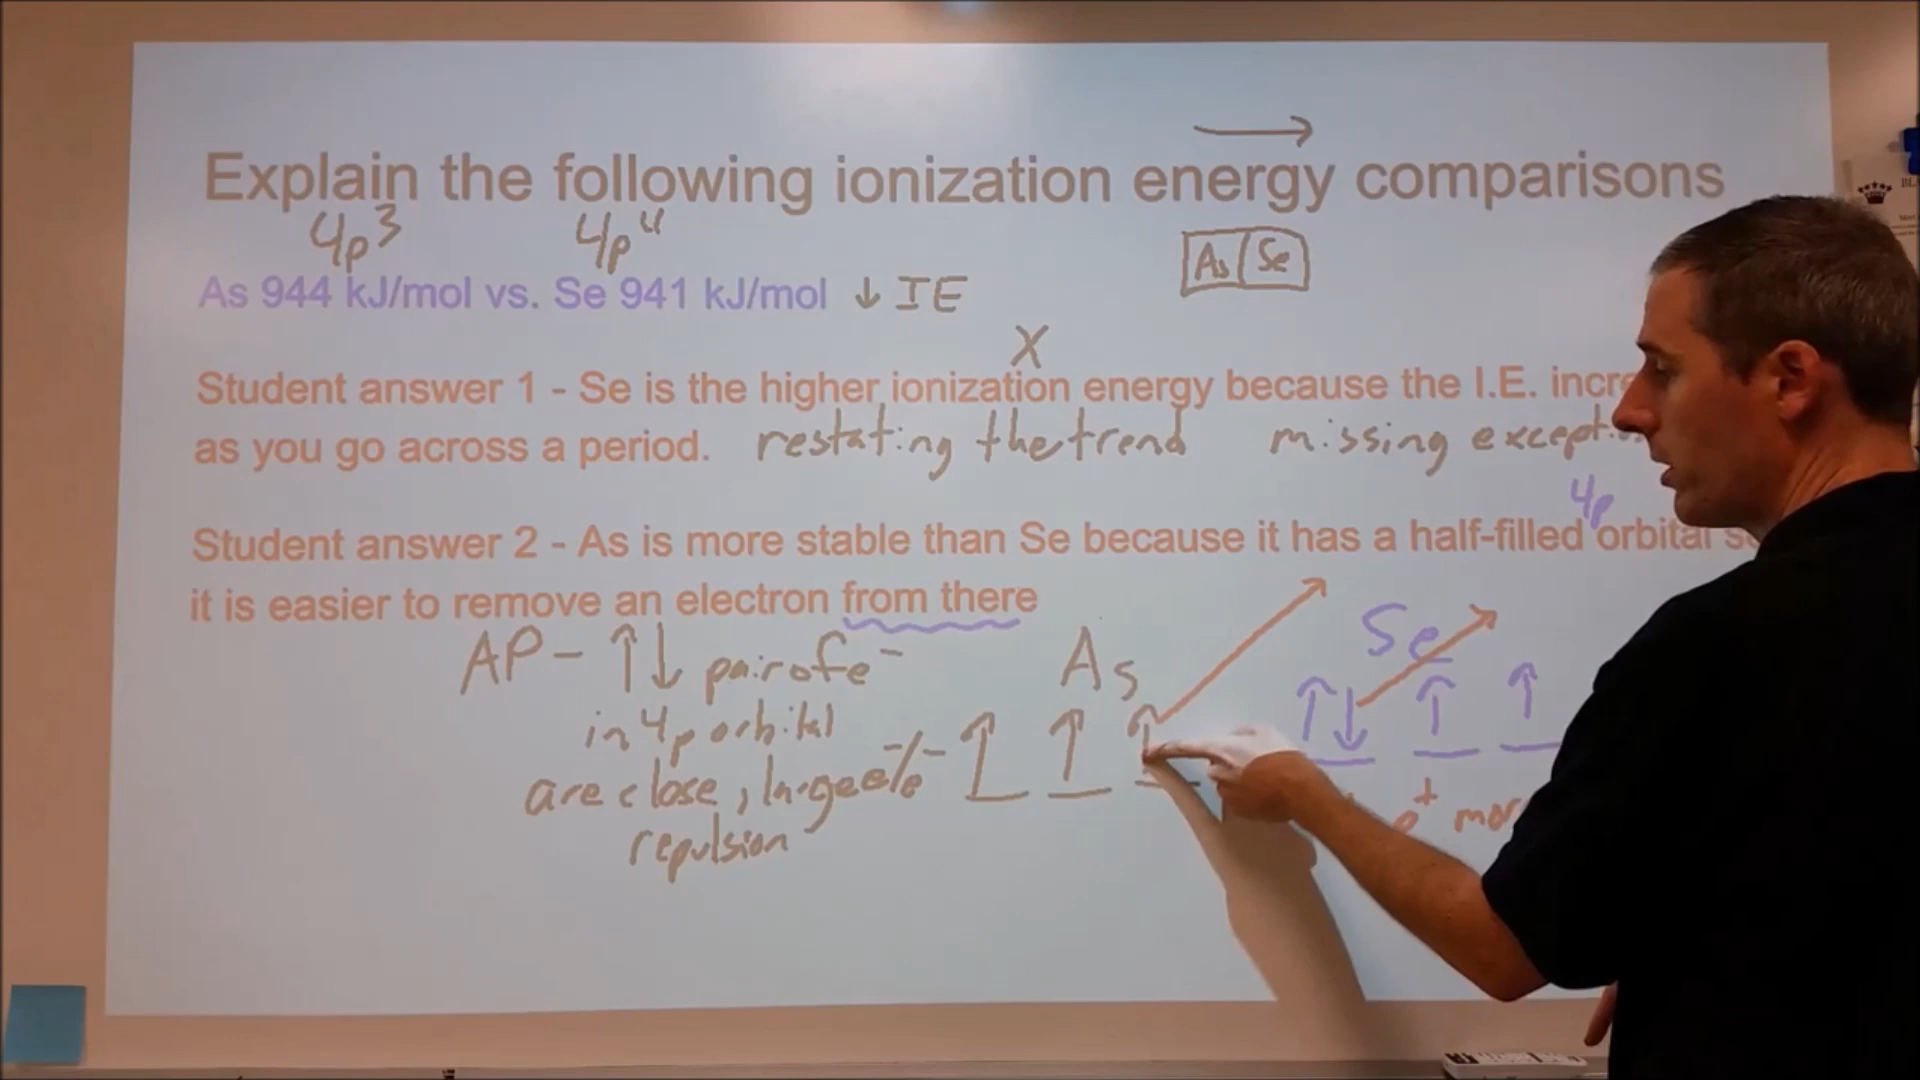 Explain the following ionization energy comparisons
4p³ 4p⁴
As Se
As 944 kJ/mol vs. Se 941 kJ/mol ↓ IE
X
Student answer 1 - Se is the higher ionization energy because the I.E.
as you go across a period. restating the trend missing
4p
Student answer 2 - As is more stable than Se because it has a half-filled orbital
it is easier to remove an electron from there
AP - ↑↓ pair of e⁻
in 4p orbital
are close, large e⁻/e⁻
repulsion
As
↑ ↑ ↑
Se
↑↓ ↑ ↑